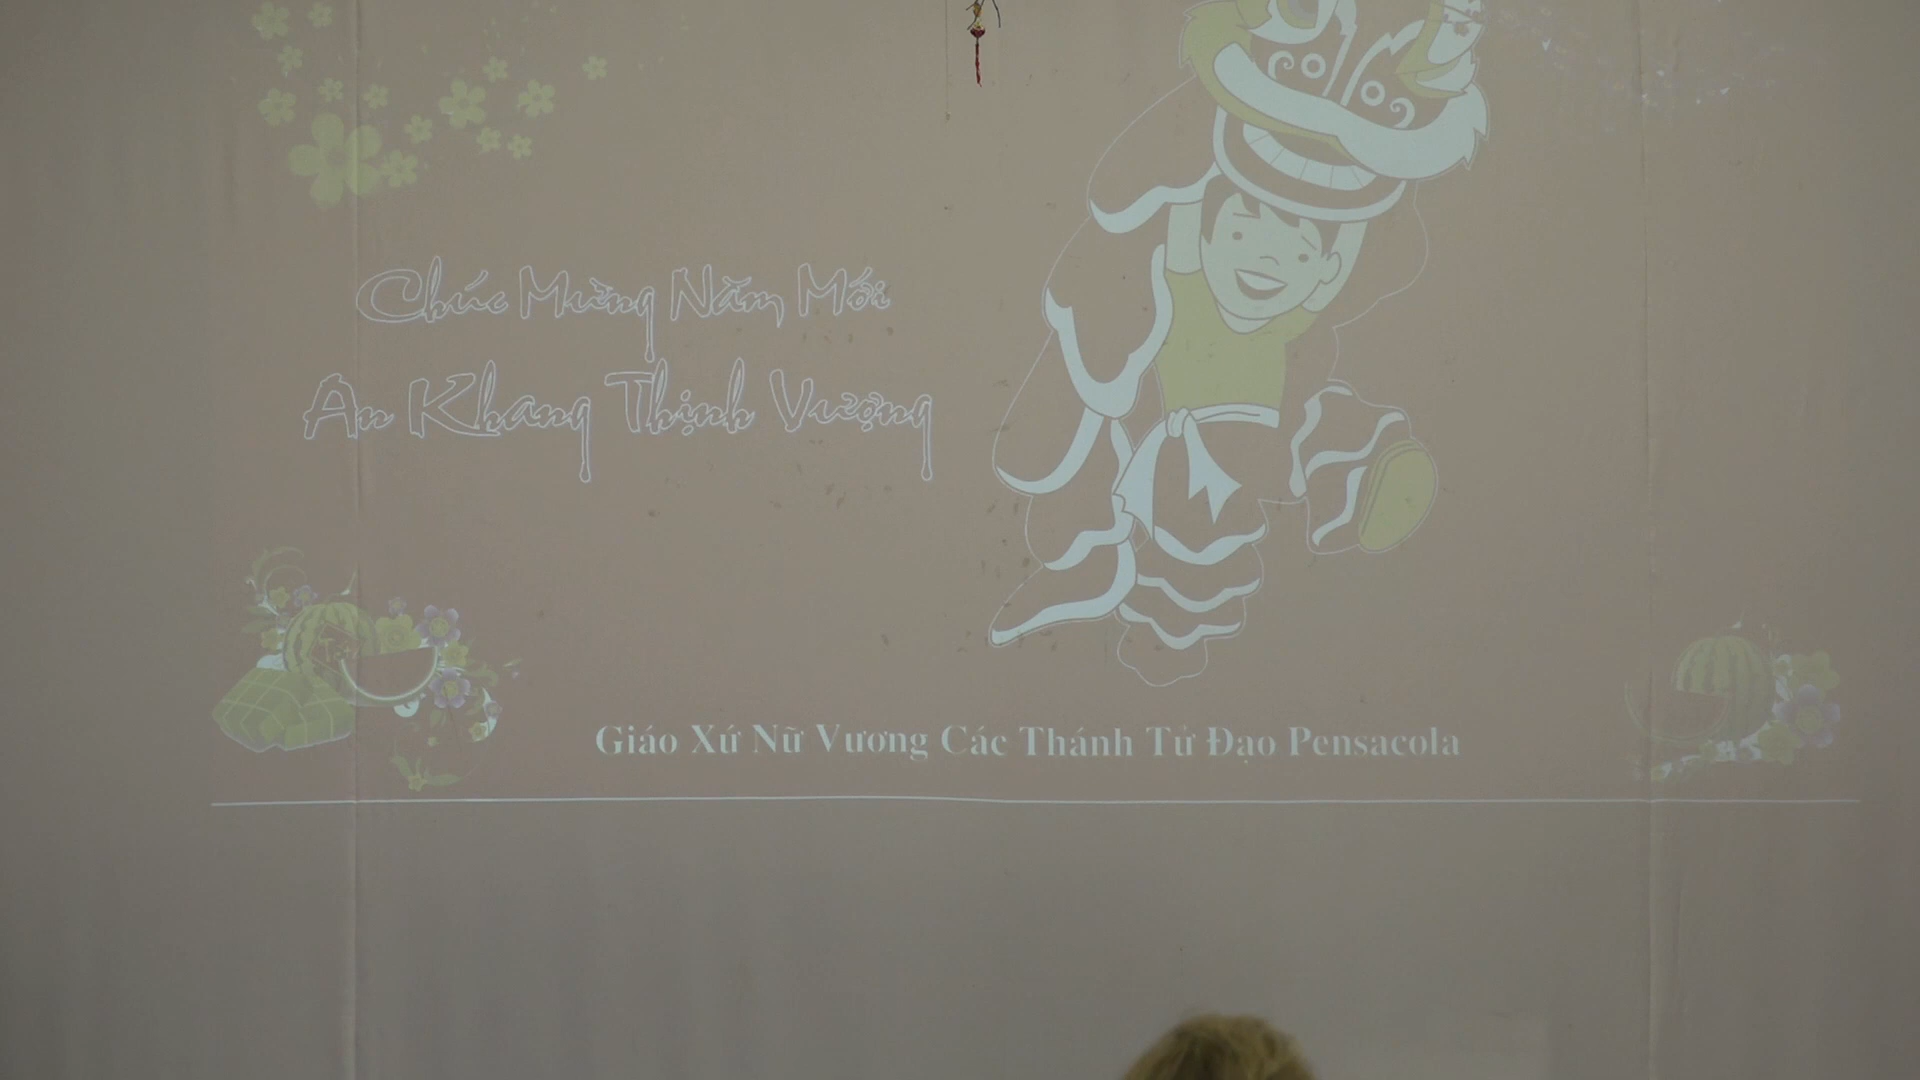 Chúc Mừng Năm Mới
An Khang Thịnh Vượng
Giáo Xứ Nữ Vương Các Thánh Tử Đạo Pensacola